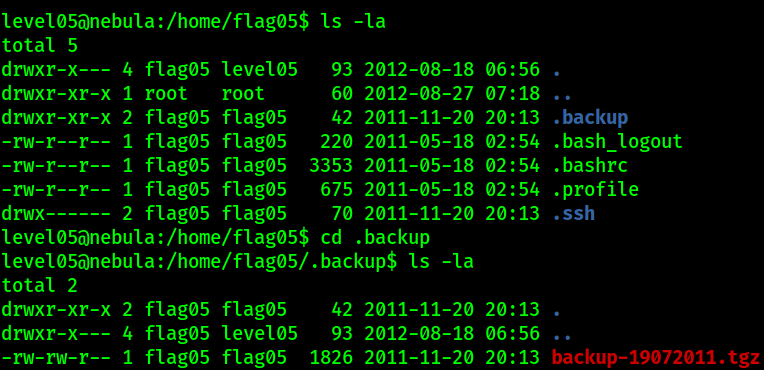 level05@nebula:/home/flag05$ ls -la
total 5
drwxr-x--- 4 flag05 level05   93 2012-08-18 06:56 .
drwxr-xr-x 1 root   root      60 2012-08-27 07:18 ..
drwxr-xr-x 2 flag05 flag05    42 2011-11-20 20:13 .backup
-rw-r--r-- 1 flag05 flag05   220 2011-05-18 02:54 .bash_logout
-rw-r--r-- 1 flag05 flag05  3353 2011-05-18 02:54 .bashrc
-rw-r--r-- 1 flag05 flag05   675 2011-05-18 02:54 .profile
drwx------ 2 flag05 flag05    70 2011-11-20 20:13 .ssh
level05@nebula:/home/flag05$ cd .backup
level05@nebula:/home/flag05/.backup$ ls -la
total 2
drwxr-xr-x 2 flag05 flag05    42 2011-11-20 20:13 .
drwxr-x--- 4 flag05 level05   93 2012-08-18 06:56 ..
-rw-rw-r-- 1 flag05 flag05  1826 2011-11-20 20:13 backup-19072011.tgz